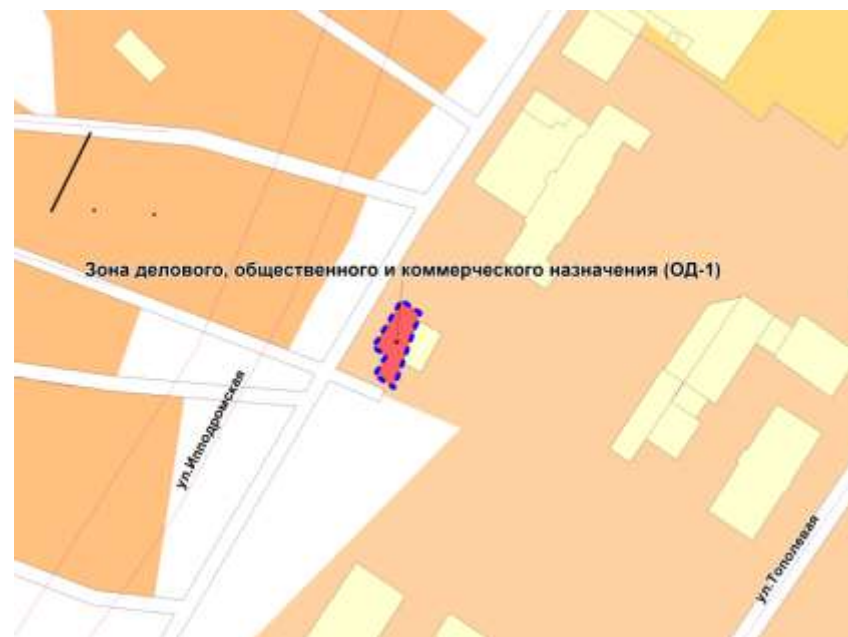 Зона делового, общественного и коммерческого назначения (ОД-1)
ул.Ипподромская
ул.Тополевая